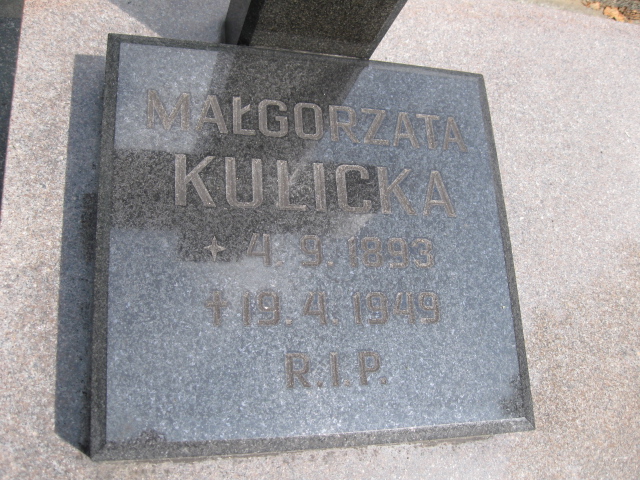 MAŁGORZATA
KUŁICKA
+ 4.9.1893
† 19.4.1949
R.I.P.